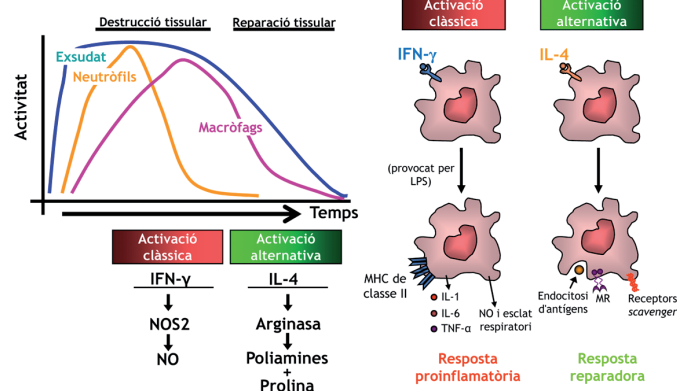 Destrucció tissular
Reparació tissular
Exsudat
Neutròfils
Macròfags
Activitat
Temps
Activació
clàssica
Activació
alternativa
IFN-γ
IL-4
NOS2
Arginasa
NO
Poliamines
+
Prolina
Activació
clàssica
Activació
alternativa
IFN-γ
IL-4
(provocat per
LPS)
MHC de
classe II
IL-1
IL-6
TNF-α
NO i esclat
respiratori
Endocitosi
d'antígens
MR
Receptors
scavenger
Resposta
proinflamatòria
Resposta
reparadora